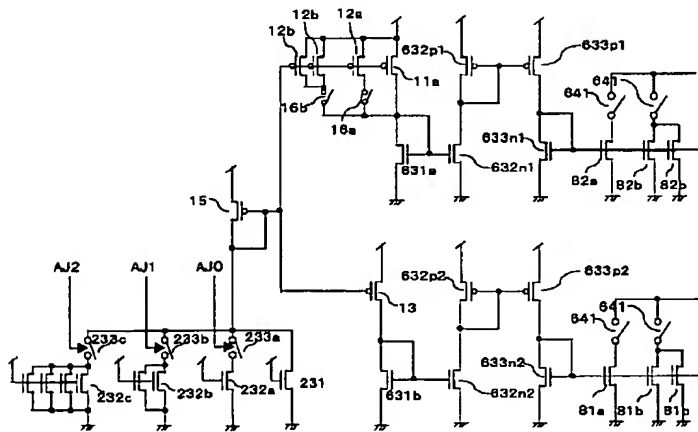 12b 12b 12a 632p1 633p1
11a
641 641
16b 16a
633n1
631a 632n1 82a 82b 82b
15
AJ2 AJ1 AJ0
632p2 633p2
13
641 641
233c 233b 233a
633n2
232c 232b 232a 231
631b 632n2 81a 81b 81b